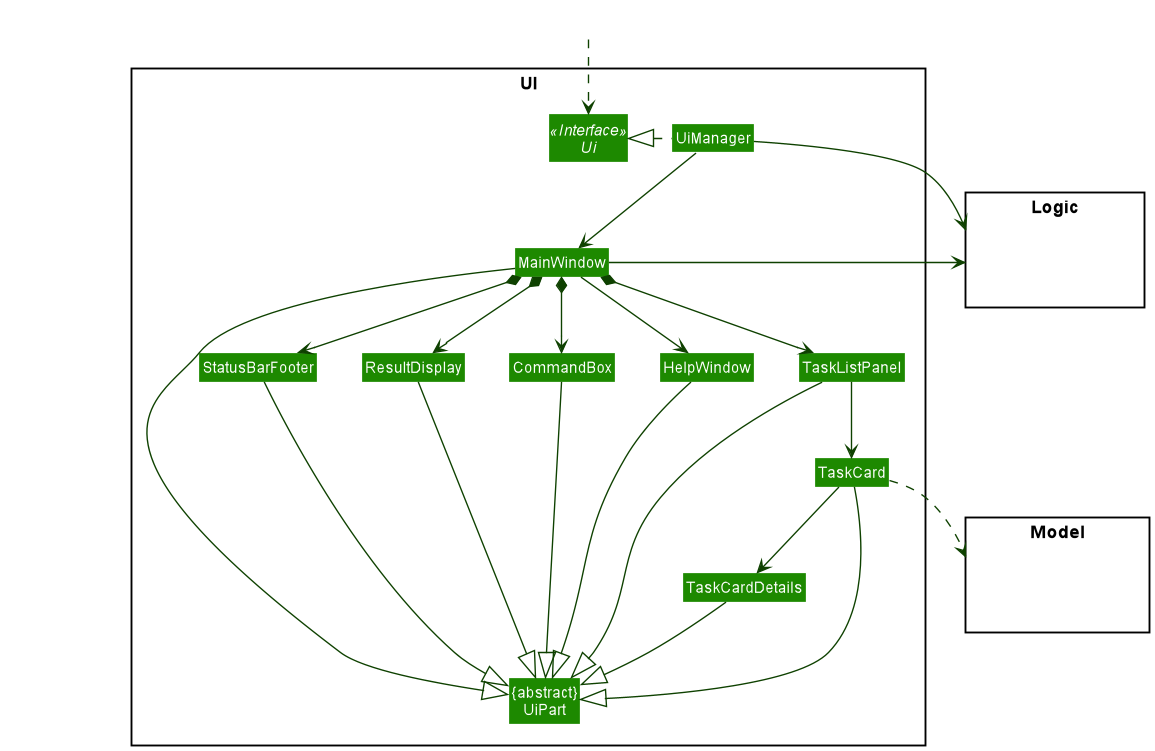 UI
«Interface»
Ui
UiManager
Logic
MainWindow
StatusBarFooter
ResultDisplay
CommandBox
HelpWindow
TaskListPanel
TaskCard
Model
TaskCardDetails
{abstract}
UiPart